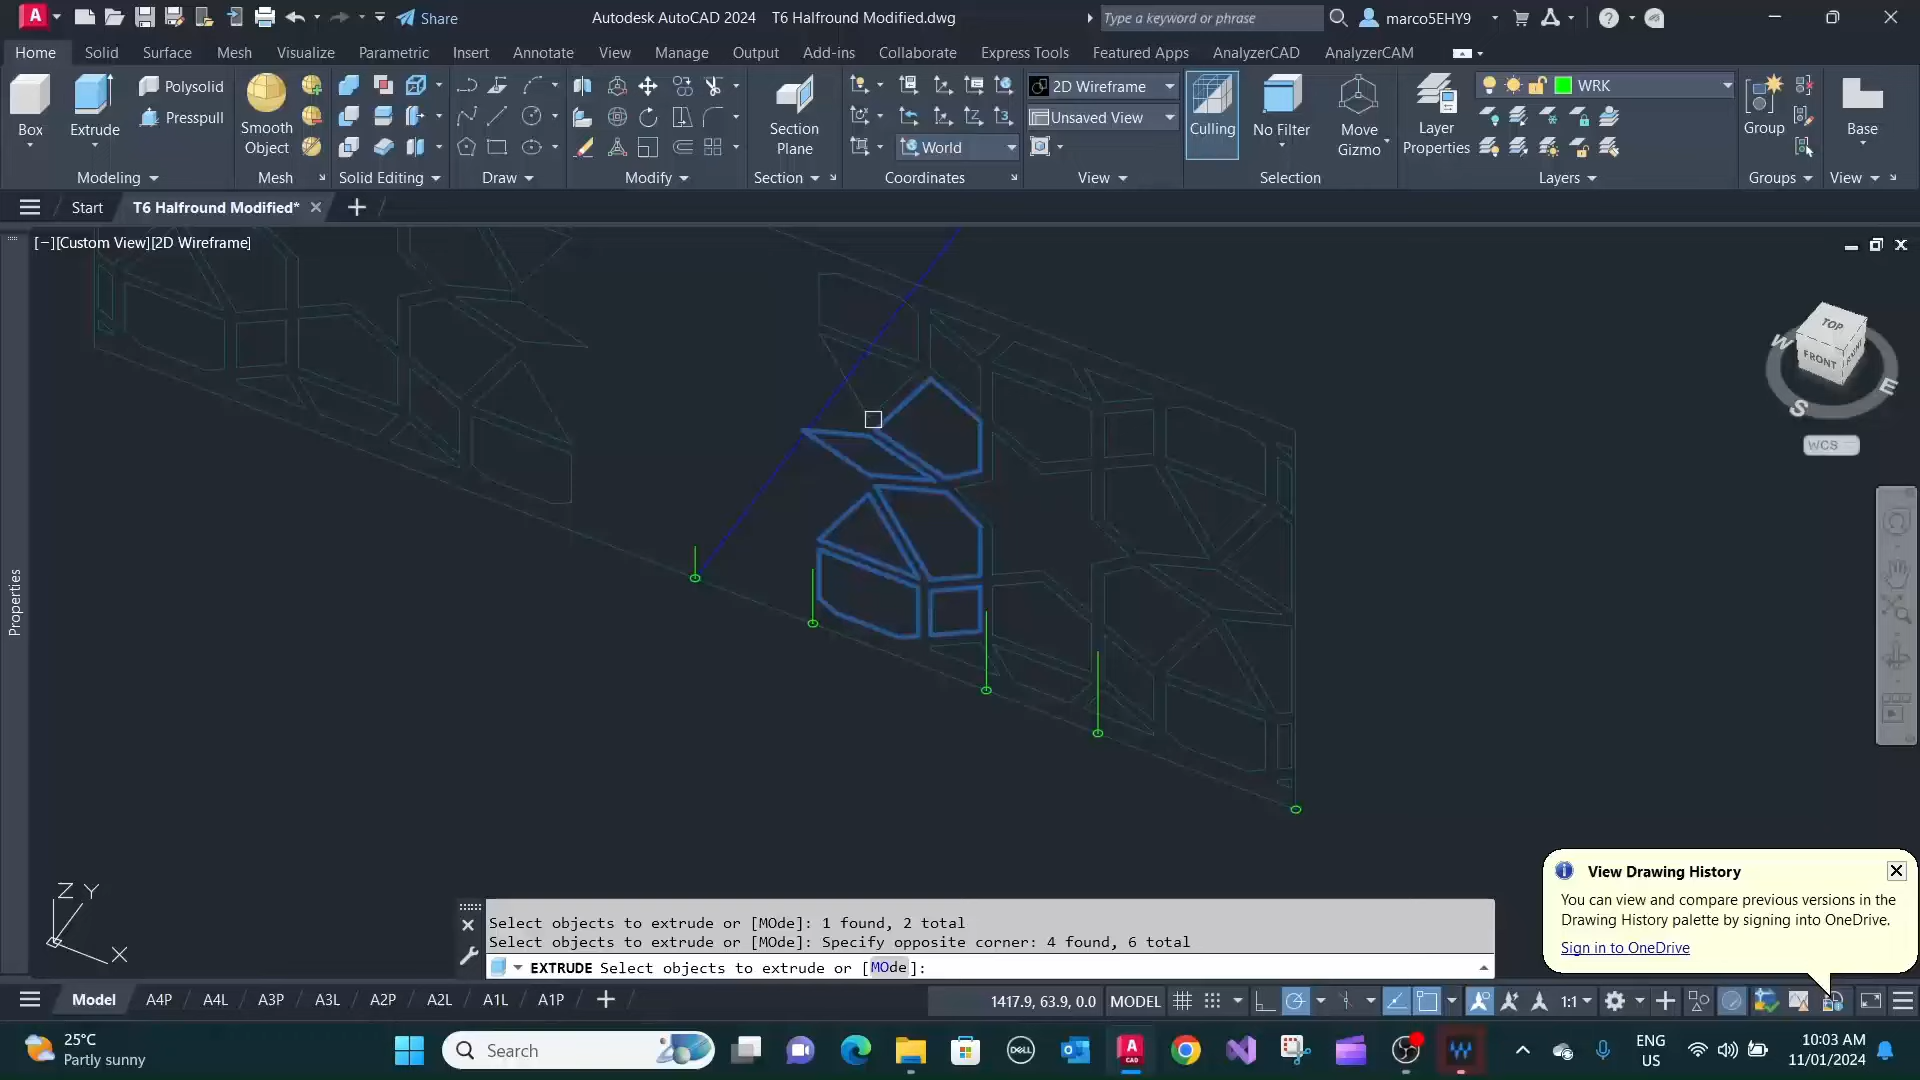 Share
Autodesk AutoCAD 2024 T6 Halfround Modified.dwg
Type a keyword or phrase
marco5EHY9
Home Solid Surface Mesh Visualize Parametric Insert Annotate View Manage Output Add-ins Collaborate Express Tools Featured Apps AnalyzerCAD AnalyzerCAM
Box
Extrude
Polysolid
Presspull
Smooth
Object
Section
Plane
2D Wireframe
Unsaved View
World
Culling
No Filter
Move
Gizmo
Layer
Properties
WRK
Group
Base
Modeling Mesh Solid Editing Draw Modify Section Coordinates View Selection Layers Groups View
Start T6 Halfround Modified*
[−][Custom View][2D Wireframe]
TOP
FRONT
W
S
E
WCS
Properties
Z Y
X
View Drawing History
You can view and compare previous versions in the
Drawing History palette by signing into OneDrive.
Sign in to OneDrive
Select objects to extrude or [MOde]: 1 found, 2 total
Select objects to extrude or [MOde]: Specify opposite corner: 4 found, 6 total
EXTRUDE Select objects to extrude or [MOde]:
Model A4P A4L A3P A3L A2P A2L A1L A1P
1417.9, 63.9, 0.0 MODEL 1:1
25°C
Partly sunny
Search
DELL
ENG
US
10:03 AM
11/01/2024